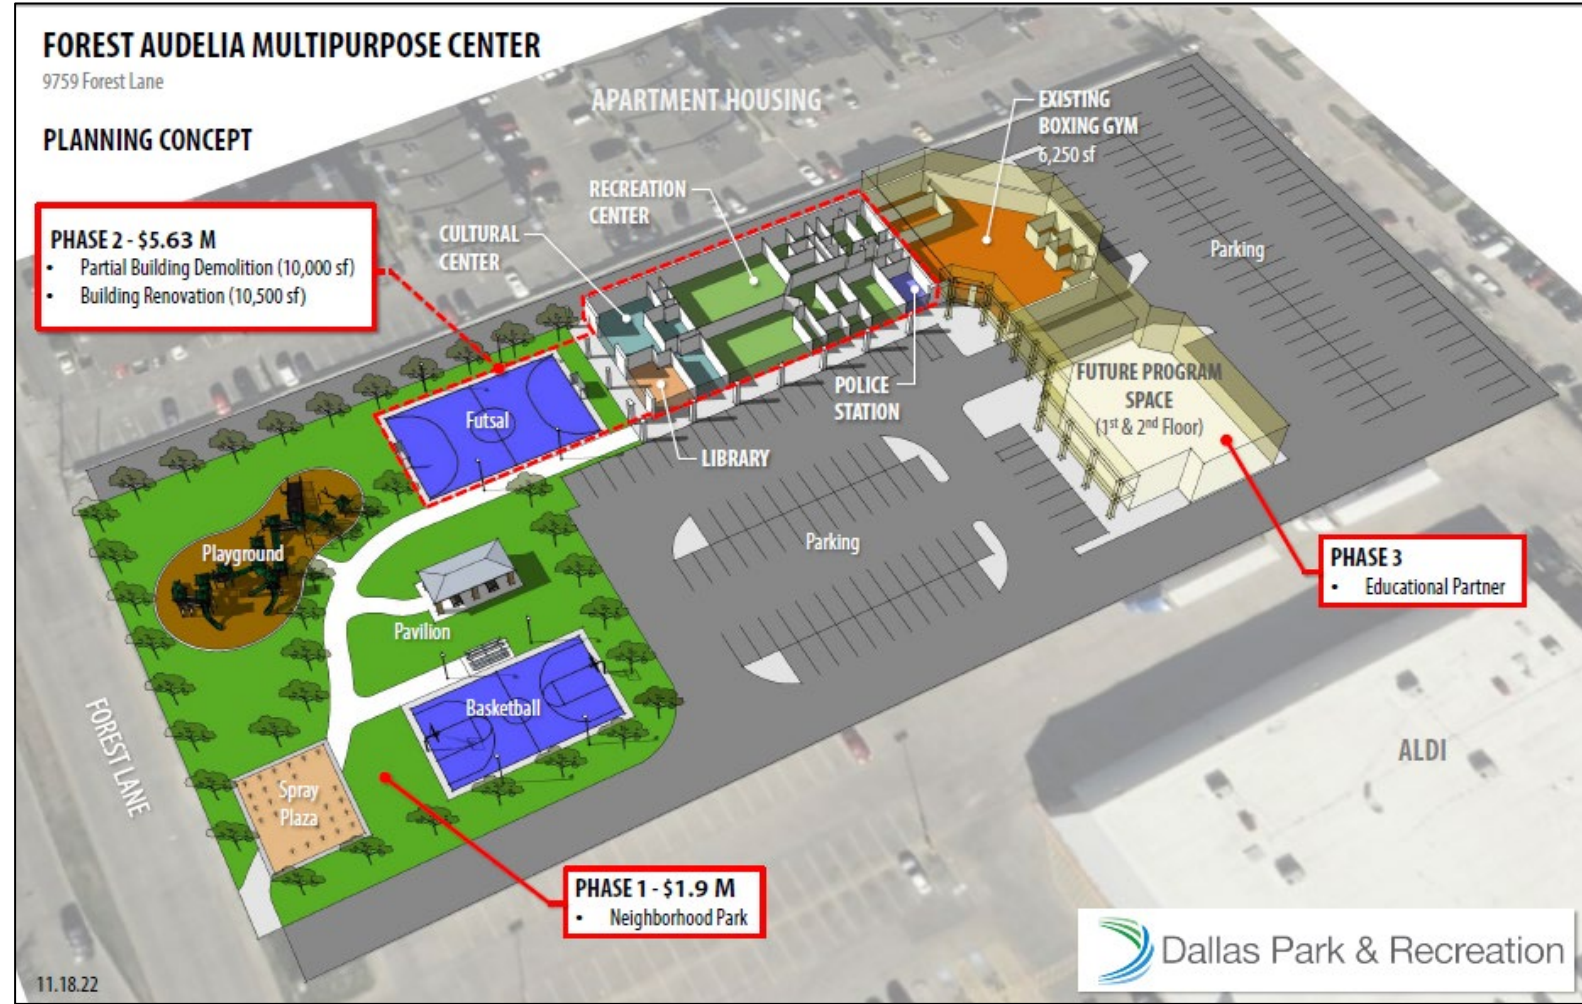 FOREST AUDELIA MULTIPURPOSE CENTER
9759 Forest Lane
PLANNING CONCEPT
APARTMENT HOUSING
EXISTING
BOXING GYM
6,250 sf
RECREATION
CENTER
CULTURAL
CENTER
PHASE 2 - $5.63 M
• Partial Building Demolition (10,000 sf)
• Building Renovation (10,500 sf)
Parking
FUTURE PROGRAM
SPACE
(1st & 2nd Floor)
POLICE
STATION
Futsal
LIBRARY
Parking
Playground
PHASE 3
• Educational Partner
Pavilion
Basketball
FOREST LANE
ALDI
Spray
Plaza
PHASE 1 - $1.9 M
• Neighborhood Park
Dallas Park & Recreation
11.18.22